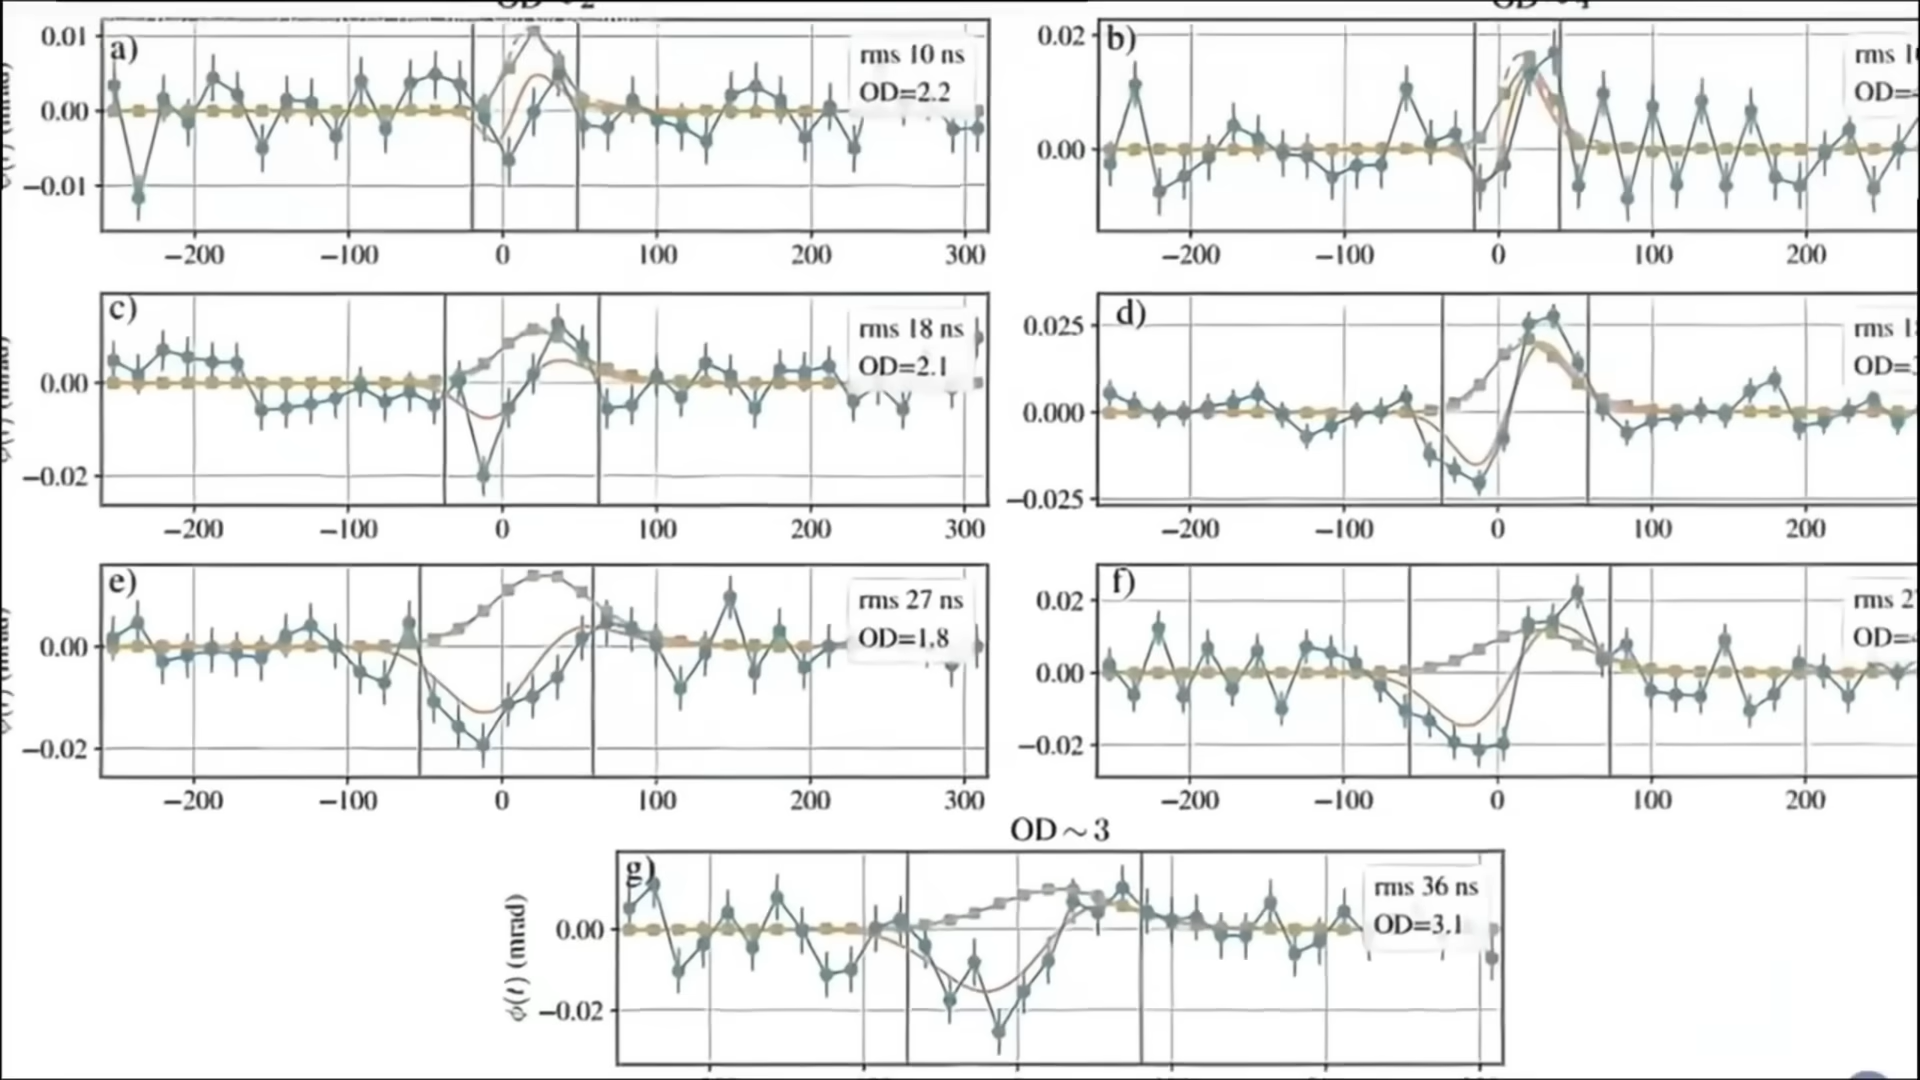 a)
rms 10 ns
OD=2.2
0.01
0.00
−0.01
−200 −100 0 100 200 300
b)
OD=
0.02
0.00
−200 −100 0 100 200
c)
rms 18 ns
OD=2.1
0.00
−0.02
−200 −100 0 100 200 300
d)
rms
OD=
0.025
0.000
−0.025
−200 −100 0 100 200
e)
rms 27 ns
OD=1.8
0.00
−0.02
−200 −100 0 100 200 300
f)
rms
OD=
0.02
0.00
−0.02
−200 −100 0 100 200
OD ~ 3
g)
rms 36 ns
OD=3.1
0.00
−0.02
ϕ(t) (mrad)